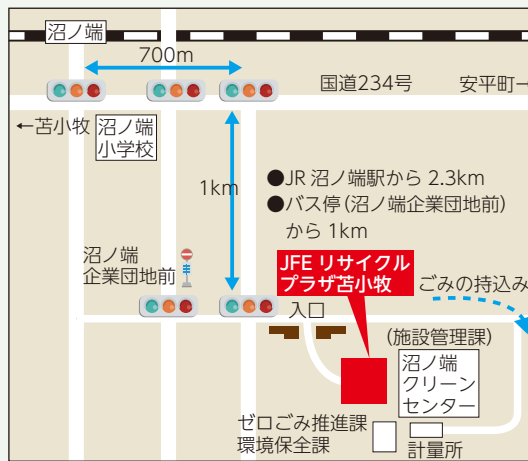 沼ノ端
700m
国道234号
安平町→
←苫小牧
沼ノ端
小学校
1km
●JR 沼ノ端駅から 2.3km
●バス停(沼ノ端企業団地前)
から 1km
沼ノ端
企業団地前
JFE リサイクル
プラザ苫小牧
ごみの持込み
入口
(施設管理課)
沼ノ端
クリーン
センター
ゼロごみ推進課
環境保全課
計量所